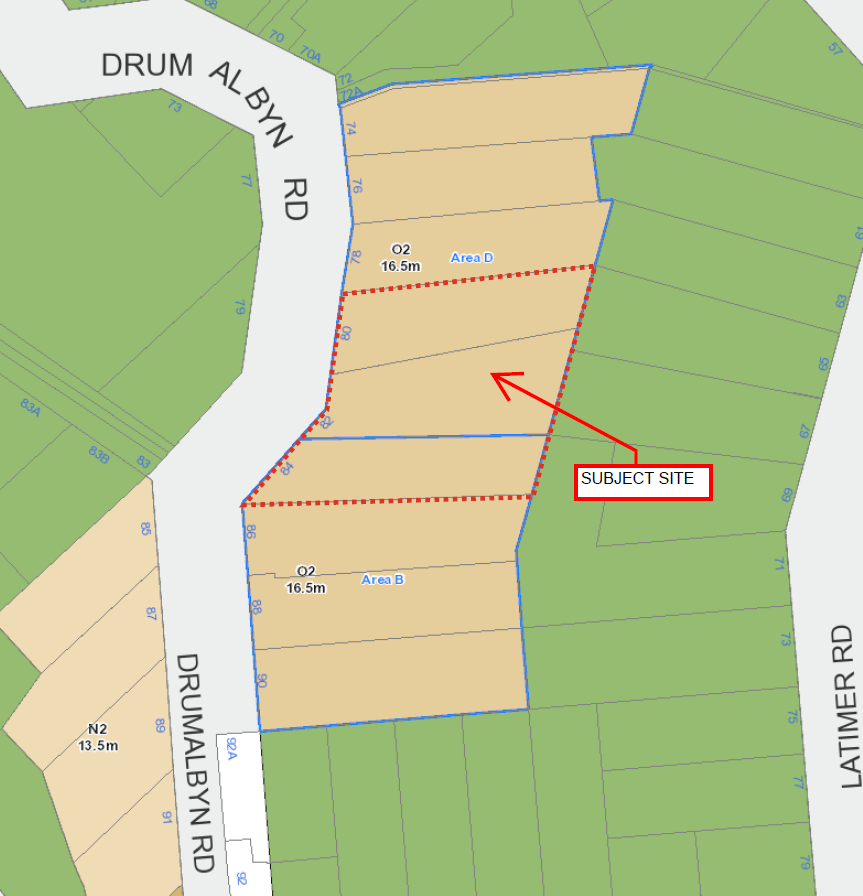 68
70
70A
72
72A
57
DRUM ALBYN RD
73
74
77
76
78
O2
16.5m
Area D
61
63
79
80
65
83A
82
67
83B
83
84
SUBJECT SITE
69
85
86
71
O2
16.5m
Area B
87
88
73
90
89
N2
13.5m
75
DRUMALBYN RD
LATIMER RD
92A
77
91
92
79